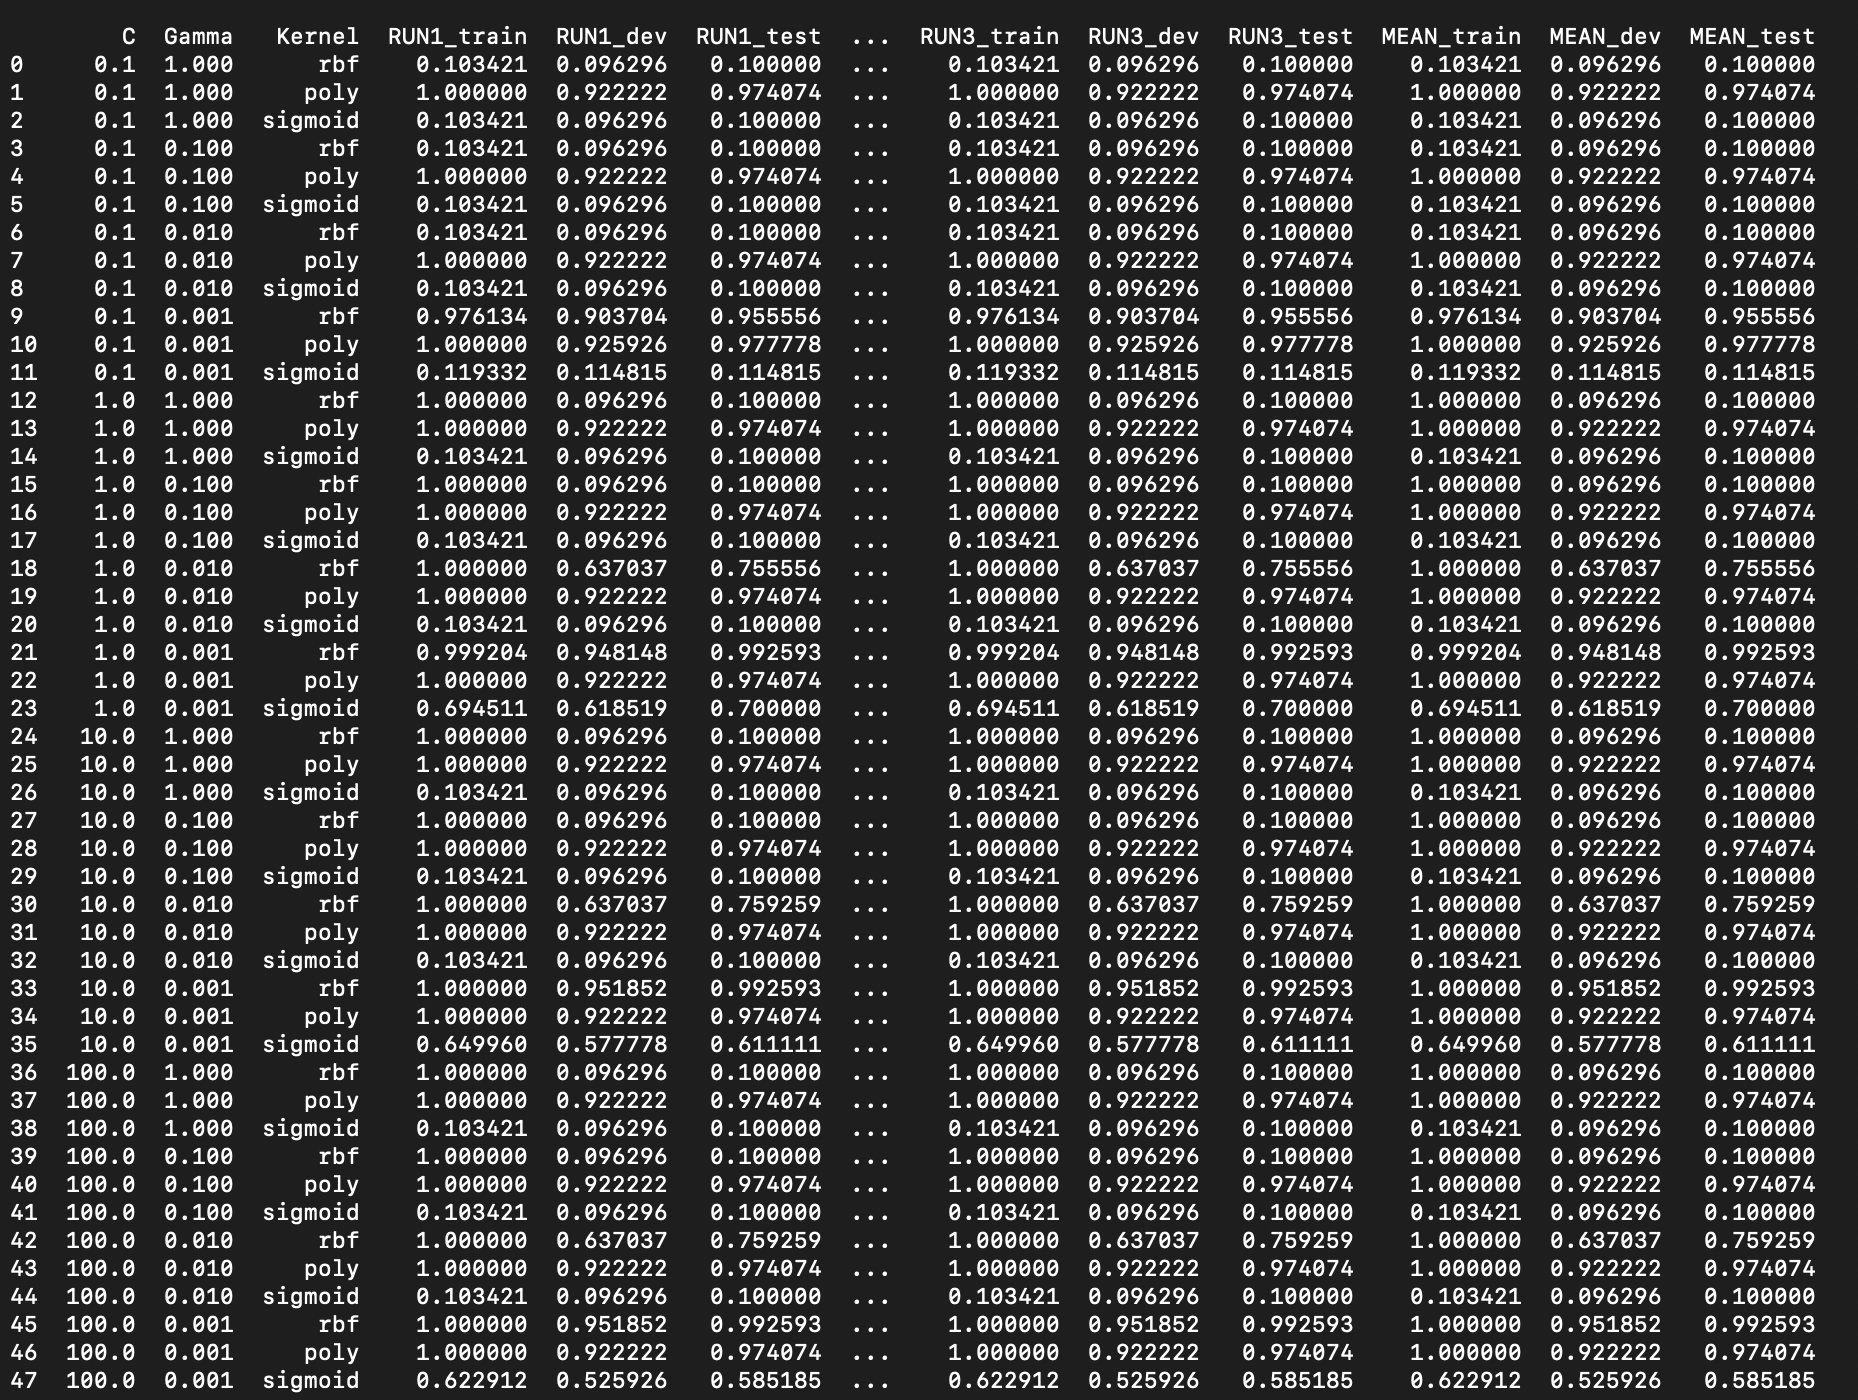 C Gamma Kernel RUN1_train RUN1_dev RUN1_test ... RUN3_train RUN3_dev RUN3_test MEAN_train MEAN_dev MEAN_test
0 0.1 1.000 rbf 0.103421 0.096296 0.100000 ... 0.103421 0.096296 0.100000 0.103421 0.096296 0.100000
1 0.1 1.000 poly 1.000000 0.922222 0.974074 ... 1.000000 0.922222 0.974074 1.000000 0.922222 0.974074
2 0.1 1.000 sigmoid 0.103421 0.096296 0.100000 ... 0.103421 0.096296 0.100000 0.103421 0.096296 0.100000
3 0.1 0.100 rbf 0.103421 0.096296 0.100000 ... 0.103421 0.096296 0.100000 0.103421 0.096296 0.100000
4 0.1 0.100 poly 1.000000 0.922222 0.974074 ... 1.000000 0.922222 0.974074 1.000000 0.922222 0.974074
5 0.1 0.100 sigmoid 0.103421 0.096296 0.100000 ... 0.103421 0.096296 0.100000 0.103421 0.096296 0.100000
6 0.1 0.010 rbf 0.103421 0.096296 0.100000 ... 0.103421 0.096296 0.100000 0.103421 0.096296 0.100000
7 0.1 0.010 poly 1.000000 0.922222 0.974074 ... 1.000000 0.922222 0.974074 1.000000 0.922222 0.974074
8 0.1 0.010 sigmoid 0.103421 0.096296 0.100000 ... 0.103421 0.096296 0.100000 0.103421 0.096296 0.100000
9 0.1 0.001 rbf 0.976134 0.903704 0.955556 ... 0.976134 0.903704 0.955556 0.976134 0.903704 0.955556
10 0.1 0.001 poly 1.000000 0.925926 0.977778 ... 1.000000 0.925926 0.977778 1.000000 0.925926 0.977778
11 0.1 0.001 sigmoid 0.119332 0.114815 0.114815 ... 0.119332 0.114815 0.114815 0.119332 0.114815 0.114815
12 1.0 1.000 rbf 1.000000 0.096296 0.100000 ... 1.000000 0.096296 0.100000 1.000000 0.096296 0.100000
13 1.0 1.000 poly 1.000000 0.922222 0.974074 ... 1.000000 0.922222 0.974074 1.000000 0.922222 0.974074
14 1.0 1.000 sigmoid 0.103421 0.096296 0.100000 ... 0.103421 0.096296 0.100000 0.103421 0.096296 0.100000
15 1.0 0.100 rbf 1.000000 0.096296 0.100000 ... 1.000000 0.096296 0.100000 1.000000 0.096296 0.100000
16 1.0 0.100 poly 1.000000 0.922222 0.974074 ... 1.000000 0.922222 0.974074 1.000000 0.922222 0.974074
17 1.0 0.100 sigmoid 0.103421 0.096296 0.100000 ... 0.103421 0.096296 0.100000 0.103421 0.096296 0.100000
18 1.0 0.010 rbf 1.000000 0.637037 0.755556 ... 1.000000 0.637037 0.755556 1.000000 0.637037 0.755556
19 1.0 0.010 poly 1.000000 0.922222 0.974074 ... 1.000000 0.922222 0.974074 1.000000 0.922222 0.974074
20 1.0 0.010 sigmoid 0.103421 0.096296 0.100000 ... 0.103421 0.096296 0.100000 0.103421 0.096296 0.100000
21 1.0 0.001 rbf 0.999204 0.948148 0.992593 ... 0.999204 0.948148 0.992593 0.999204 0.948148 0.992593
22 1.0 0.001 poly 1.000000 0.922222 0.974074 ... 1.000000 0.922222 0.974074 1.000000 0.922222 0.974074
23 1.0 0.001 sigmoid 0.694511 0.618519 0.700000 ... 0.694511 0.618519 0.700000 0.694511 0.618519 0.700000
24 10.0 1.000 rbf 1.000000 0.096296 0.100000 ... 1.000000 0.096296 0.100000 1.000000 0.096296 0.100000
25 10.0 1.000 poly 1.000000 0.922222 0.974074 ... 1.000000 0.922222 0.974074 1.000000 0.922222 0.974074
26 10.0 1.000 sigmoid 0.103421 0.096296 0.100000 ... 0.103421 0.096296 0.100000 0.103421 0.096296 0.100000
27 10.0 0.100 rbf 1.000000 0.096296 0.100000 ... 1.000000 0.096296 0.100000 1.000000 0.096296 0.100000
28 10.0 0.100 poly 1.000000 0.922222 0.974074 ... 1.000000 0.922222 0.974074 1.000000 0.922222 0.974074
29 10.0 0.100 sigmoid 0.103421 0.096296 0.100000 ... 0.103421 0.096296 0.100000 0.103421 0.096296 0.100000
30 10.0 0.010 rbf 1.000000 0.637037 0.759259 ... 1.000000 0.637037 0.759259 1.000000 0.637037 0.759259
31 10.0 0.010 poly 1.000000 0.922222 0.974074 ... 1.000000 0.922222 0.974074 1.000000 0.922222 0.974074
32 10.0 0.010 sigmoid 0.103421 0.096296 0.100000 ... 0.103421 0.096296 0.100000 0.103421 0.096296 0.100000
33 10.0 0.001 rbf 1.000000 0.951852 0.992593 ... 1.000000 0.951852 0.992593 1.000000 0.951852 0.992593
34 10.0 0.001 poly 1.000000 0.922222 0.974074 ... 1.000000 0.922222 0.974074 1.000000 0.922222 0.974074
35 10.0 0.001 sigmoid 0.649960 0.577778 0.611111 ... 0.649960 0.577778 0.611111 0.649960 0.577778 0.611111
36 100.0 1.000 rbf 1.000000 0.096296 0.100000 ... 1.000000 0.096296 0.100000 1.000000 0.096296 0.100000
37 100.0 1.000 poly 1.000000 0.922222 0.974074 ... 1.000000 0.922222 0.974074 1.000000 0.922222 0.974074
38 100.0 1.000 sigmoid 0.103421 0.096296 0.100000 ... 0.103421 0.096296 0.100000 0.103421 0.096296 0.100000
39 100.0 0.100 rbf 1.000000 0.096296 0.100000 ... 1.000000 0.096296 0.100000 1.000000 0.096296 0.100000
40 100.0 0.100 poly 1.000000 0.922222 0.974074 ... 1.000000 0.922222 0.974074 1.000000 0.922222 0.974074
41 100.0 0.100 sigmoid 0.103421 0.096296 0.100000 ... 0.103421 0.096296 0.100000 0.103421 0.096296 0.100000
42 100.0 0.010 rbf 1.000000 0.637037 0.759259 ... 1.000000 0.637037 0.759259 1.000000 0.637037 0.759259
43 100.0 0.010 poly 1.000000 0.922222 0.974074 ... 1.000000 0.922222 0.974074 1.000000 0.922222 0.974074
44 100.0 0.010 sigmoid 0.103421 0.096296 0.100000 ... 0.103421 0.096296 0.100000 0.103421 0.096296 0.100000
45 100.0 0.001 rbf 1.000000 0.951852 0.992593 ... 1.000000 0.951852 0.992593 1.000000 0.951852 0.992593
46 100.0 0.001 poly 1.000000 0.922222 0.974074 ... 1.000000 0.922222 0.974074 1.000000 0.922222 0.974074
47 100.0 0.001 sigmoid 0.622912 0.525926 0.585185 ... 0.622912 0.525926 0.585185 0.622912 0.525926 0.585185